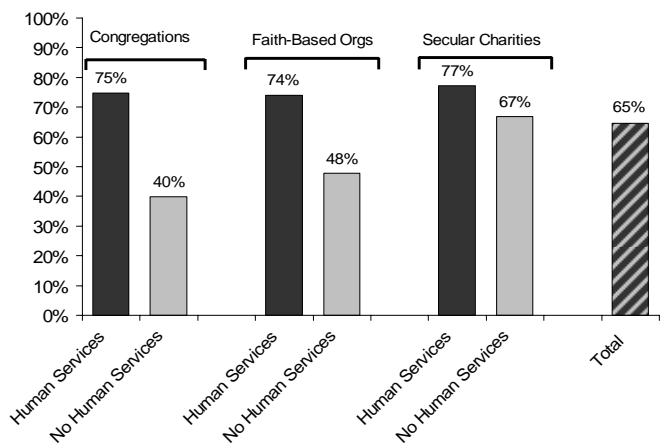 100%
90%
80%
70%
60%
50%
40%
30%
20%
10%
0%
Congregations
Faith-Based Orgs
Secular Charities
75%
40%
74%
48%
77%
67%
65%
Human Services
No Human Services
Human Services
No Human Services
Human Services
No Human Services
Total